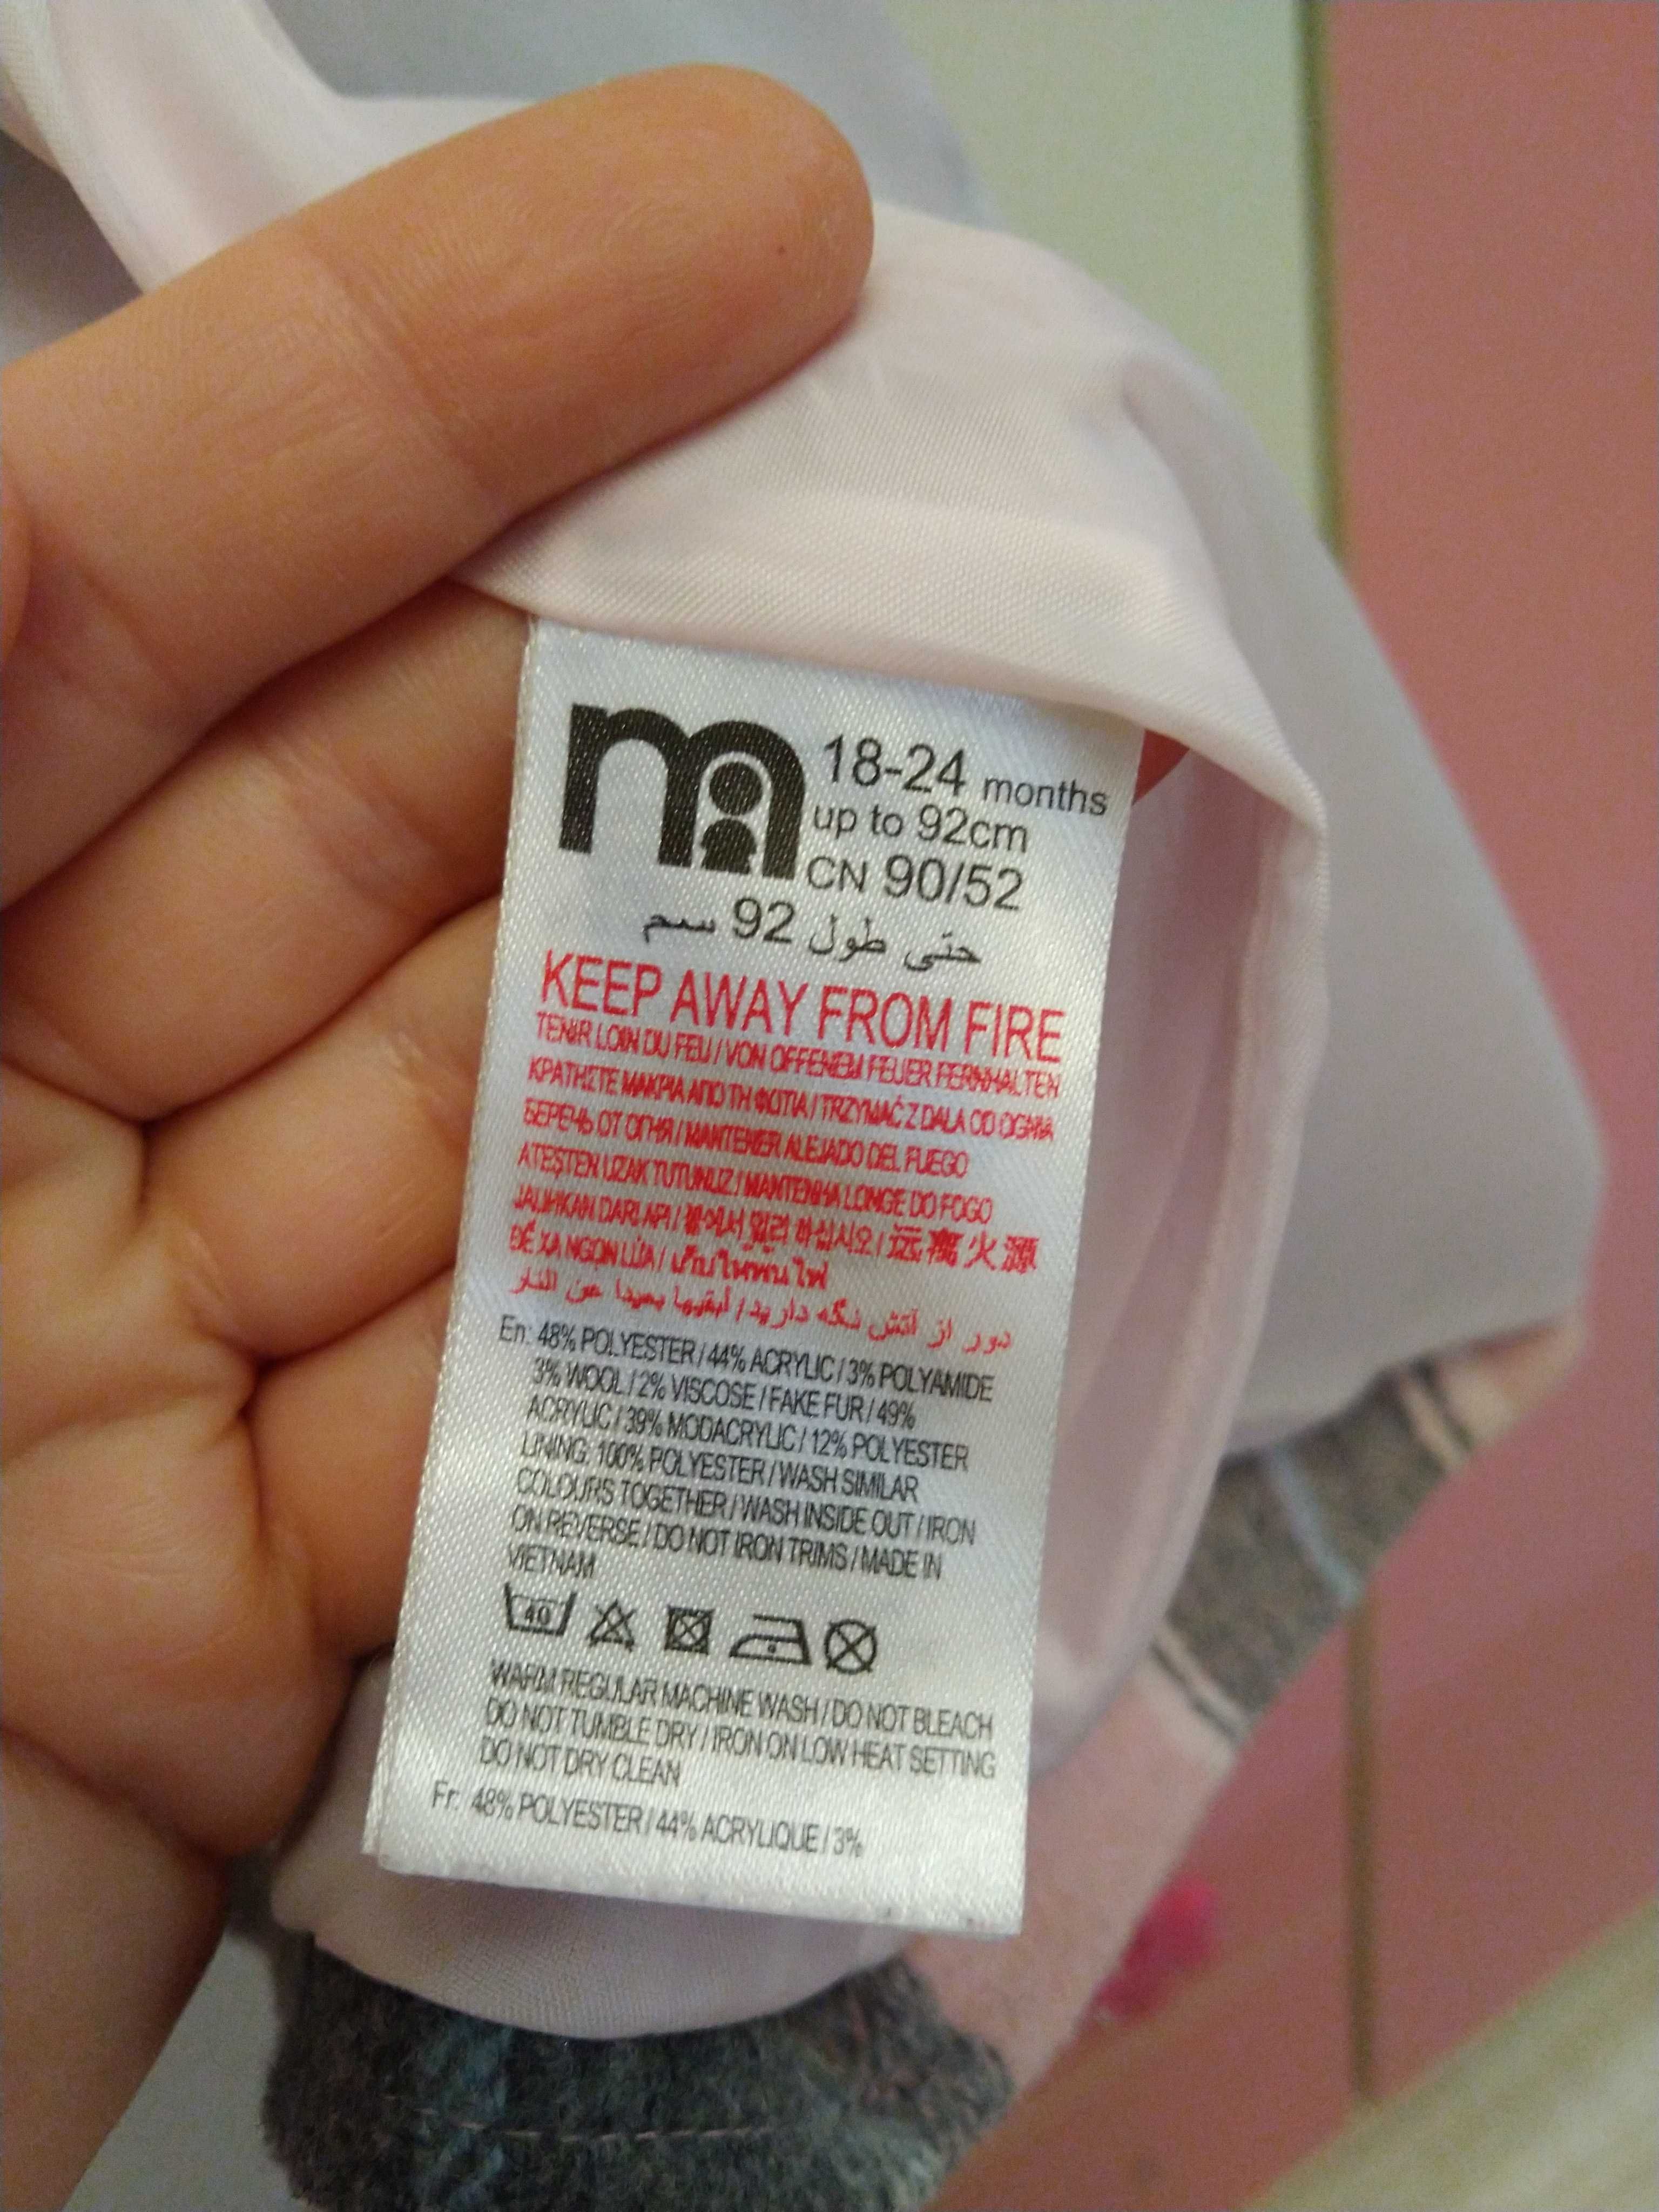 18-24 months
up to 92cm
CN 90/52
حتى طول 92 سم
KEEP AWAY FROM FIRE
TENIR LOIN DU FEU / VON OFFENEM FEUER FERNHALTEN
ΚΡΑΤΗΣΤΕ ΜΑΚΡΙΑ ΑΠΟ ΤΗ ΦΩΤΙΑ / TRZYMAĆ Z DALA OD OGNIA
БЕРЕЧЬ ОТ ОГНЯ / MANTENER ALEJADO DEL FUEGO
ATEŞTEN UZAK TUTUNUZ / MANTENHA LONGE DO FOGO
JAUHKAN DARI API / 불에서 멀리 하십시오 / 远离火源
ĐỂ XA NGỌN LỬA / เก็บให้พ้นไฟ
دور از آتش نگه دارید / أبقيها بعيدا عن النار
En: 48% POLYESTER / 44% ACRYLIC / 3% POLYAMIDE
3% WOOL / 2% VISCOSE / FAKE FUR / 49%
ACRYLIC / 39% MODACRYLIC / 12% POLYESTER
LINING: 100% POLYESTER / WASH SIMILAR
COLOURS TOGETHER / WASH INSIDE OUT / IRON
ON REVERSE / DO NOT IRON TRIMS / MADE IN
VIETNAM
40
WARM REGULAR MACHINE WASH / DO NOT BLEACH
DO NOT TUMBLE DRY / IRON ON LOW HEAT SETTING
DO NOT DRY CLEAN
Fr: 48% POLYESTER / 44% ACRYLIQUE / 3%